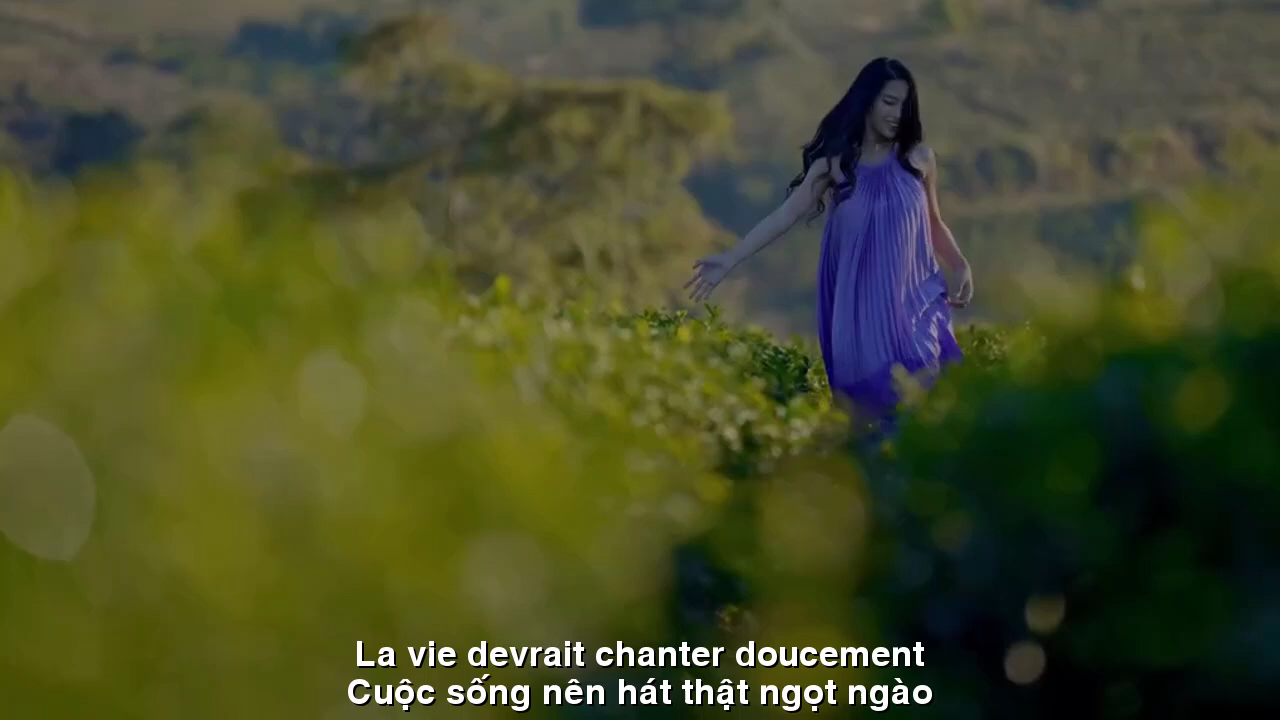 La vie devrait chanter doucement
Cuộc sống nên hát thật ngọt ngào